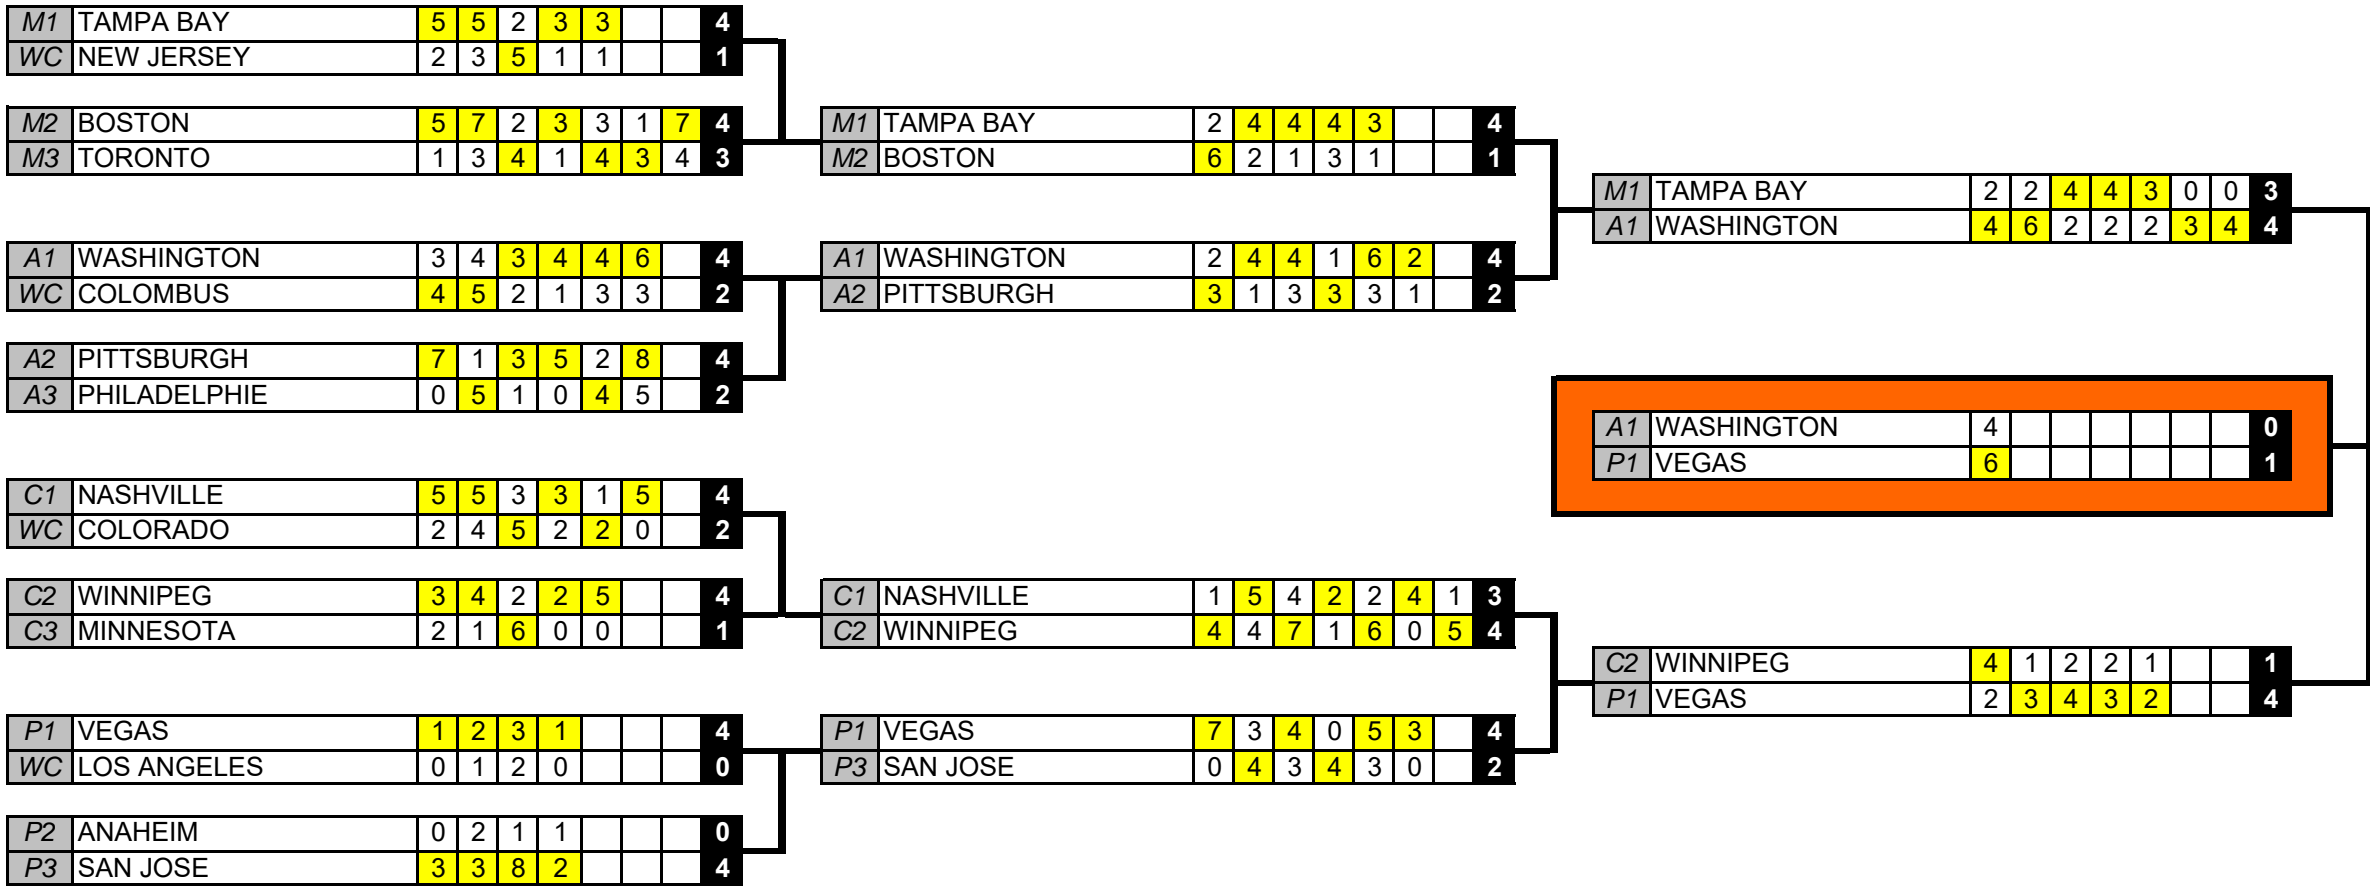 M1 TAMPA BAY 5 5 2 3 3 4
WC NEW JERSEY 2 3 5 1 1 1
M2 BOSTON 5 7 2 3 3 1 7 4
M3 TORONTO 1 3 4 1 4 3 4 3
A1 WASHINGTON 3 4 3 4 4 6 4
WC COLOMBUS 4 5 2 1 3 3 2
A2 PITTSBURGH 7 1 3 5 2 8 4
A3 PHILADELPHIE 0 5 1 0 4 5 2
C1 NASHVILLE 5 5 3 3 1 5 4
WC COLORADO 2 4 5 2 2 0 2
C2 WINNIPEG 3 4 2 2 5 4
C3 MINNESOTA 2 1 6 0 0 1
P1 VEGAS 1 2 3 1 4
WC LOS ANGELES 0 1 2 0 0
P2 ANAHEIM 0 2 1 1 0
P3 SAN JOSE 3 3 8 2 4
M1 TAMPA BAY 2 4 4 4 3 4
M2 BOSTON 6 2 1 3 1 1
A1 WASHINGTON 2 4 4 1 6 2 4
A2 PITTSBURGH 3 1 3 3 3 1 2
C1 NASHVILLE 1 5 4 2 2 4 1 3
C2 WINNIPEG 4 4 7 1 6 0 5 4
P1 VEGAS 7 3 4 0 5 3 4
P3 SAN JOSE 0 4 3 4 3 0 2
M1 TAMPA BAY 2 2 4 4 3 0 0 3
A1 WASHINGTON 4 6 2 2 2 3 4 4
A1 WASHINGTON 4 0
P1 VEGAS 6 1
C2 WINNIPEG 4 1 2 2 1 1
P1 VEGAS 2 3 4 3 2 4